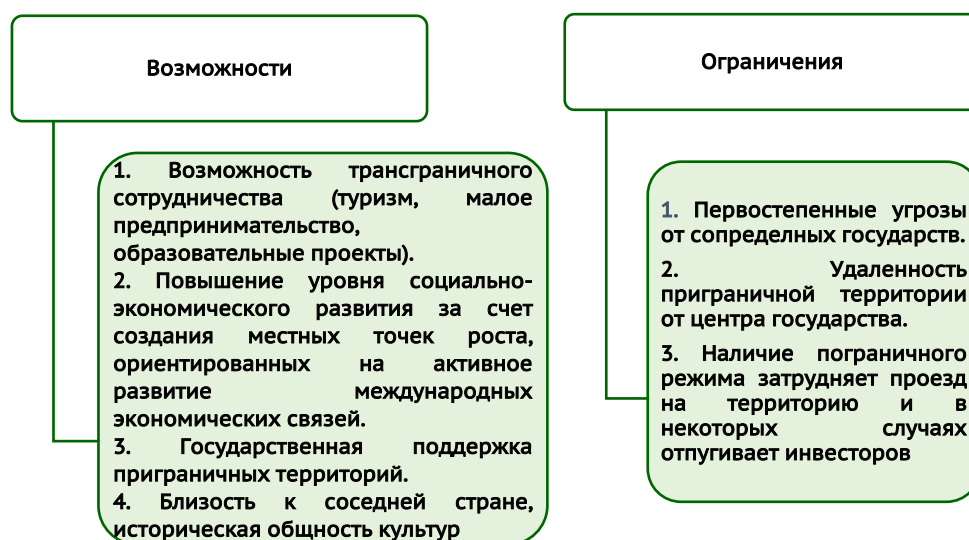 Возможности
1. Возможность трансграничного
сотрудничества (туризм, малое
предпринимательство,
образовательные проекты).
2. Повышение уровня социально-
экономического развития за счет
создания местных точек роста,
ориентированных на активное
развитие международных
экономических связей.
3. Государственная поддержка
приграничных территорий.
4. Близость к соседней стране,
историческая общность культур
Ограничения
1. Первостепенные угрозы
от сопределных государств.
2. Удаленность
приграничной территории
от центра государства.
3. Наличие пограничного
режима затрудняет проезд
на территорию и в
некоторых случаях
отпугивает инвесторов